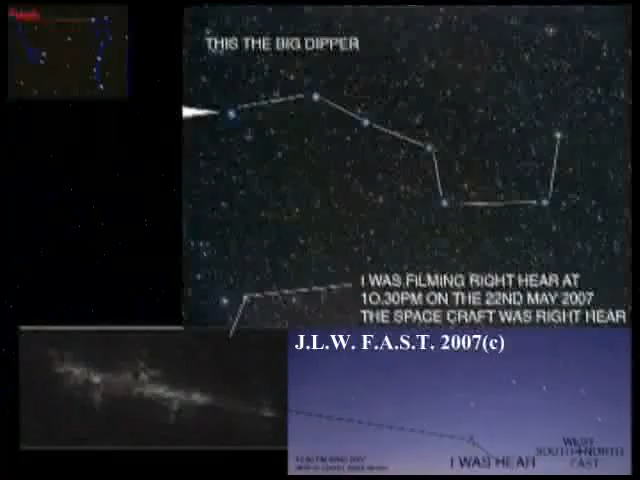 THIS THE BIG DIPPER
I WAS FILMING RIGHT HEAR AT
10.30PM ON THE 22ND MAY 2007
THE SPACE CRAFT WAS RIGHT HEAR
J.L.W. F.A.S.T. 2007(c)
I WAS HEAR
WEST
SOUTH+NORTH
EAST